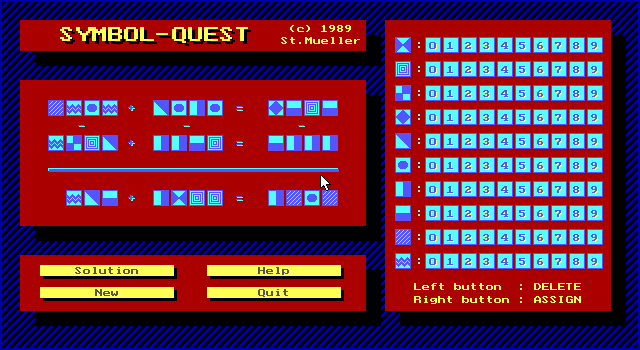 SYMBOL-QUEST
(c) 1989
St.Mueller
+ =
- - -
+ =
+ =
Solution Help
New Quit
: 0 1 2 3 4 5 6 7 8 9
: 0 1 2 3 4 5 6 7 8 9
: 0 1 2 3 4 5 6 7 8 9
: 0 1 2 3 4 5 6 7 8 9
: 0 1 2 3 4 5 6 7 8 9
: 0 1 2 3 4 5 6 7 8 9
: 0 1 2 3 4 5 6 7 8 9
: 0 1 2 3 4 5 6 7 8 9
: 0 1 2 3 4 5 6 7 8 9
: 0 1 2 3 4 5 6 7 8 9
Left button : DELETE
Right button : ASSIGN